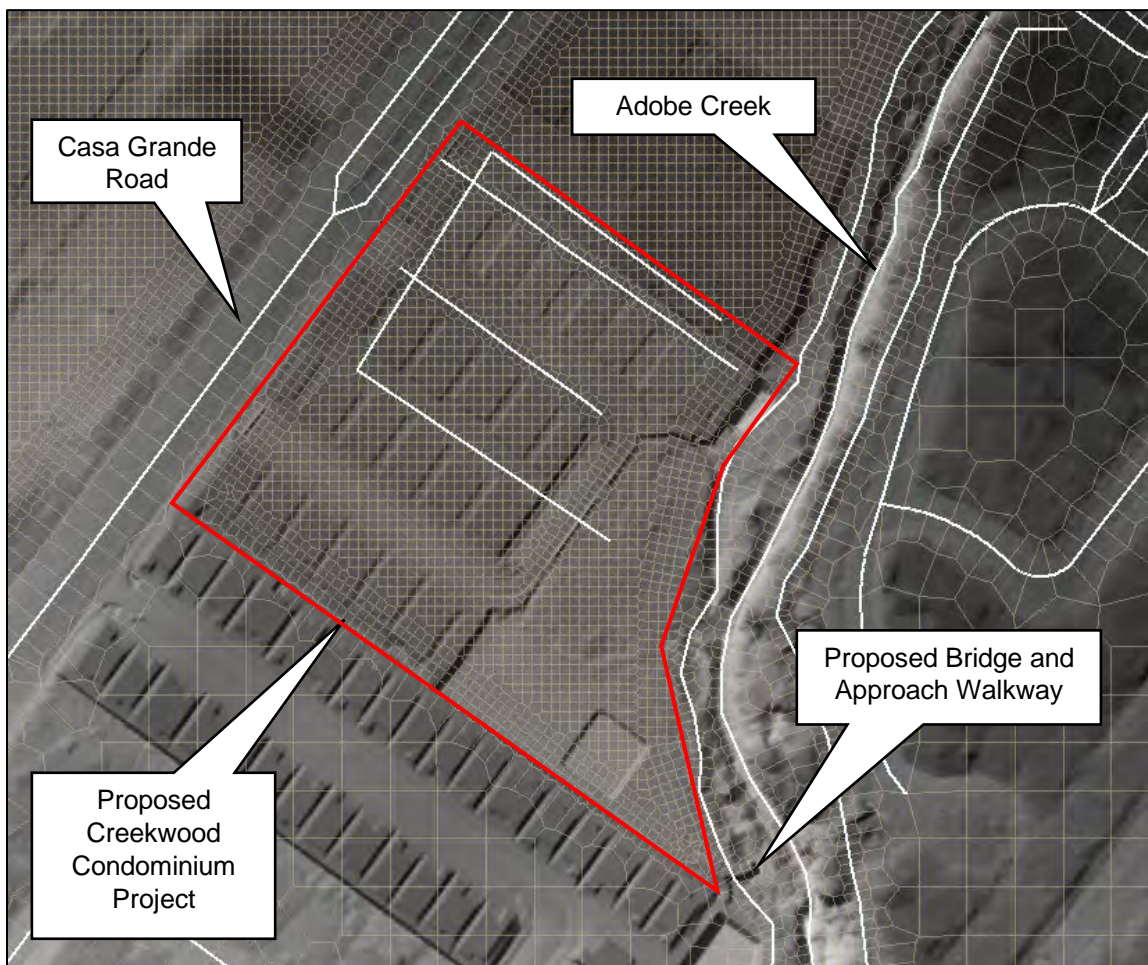 Adobe Creek
Casa Grande
Road
Proposed Bridge and
Approach Walkway
Proposed
Creekwood
Condominium
Project